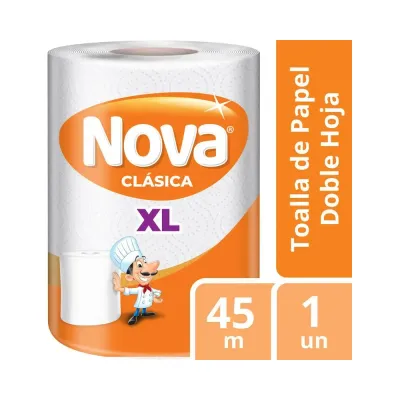 Nova®
CLÁSICA
XL
Toalla de Papel
Doble Hoja
45
m
1
un